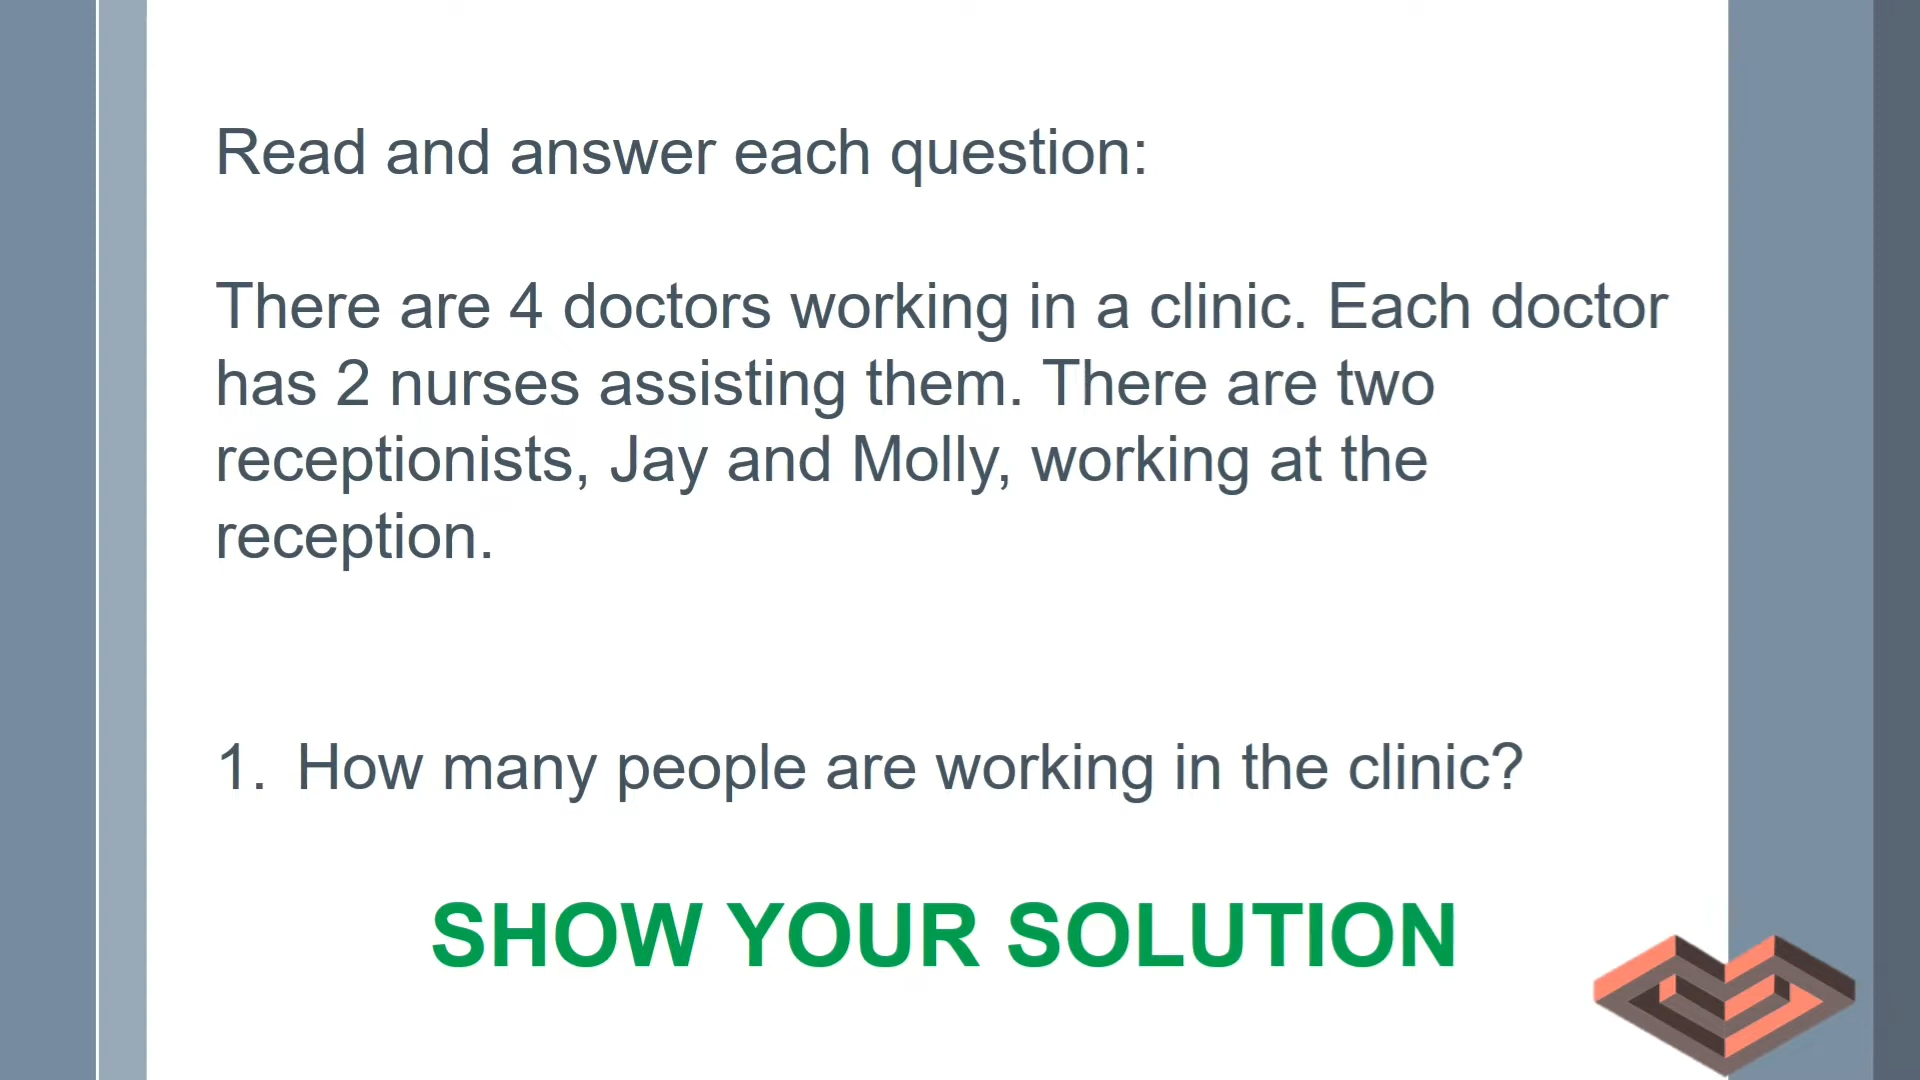 Read and answer each question:
There are 4 doctors working in a clinic. Each doctor
has 2 nurses assisting them. There are two
receptionists, Jay and Molly, working at the
reception.
1. How many people are working in the clinic?
SHOW YOUR SOLUTION